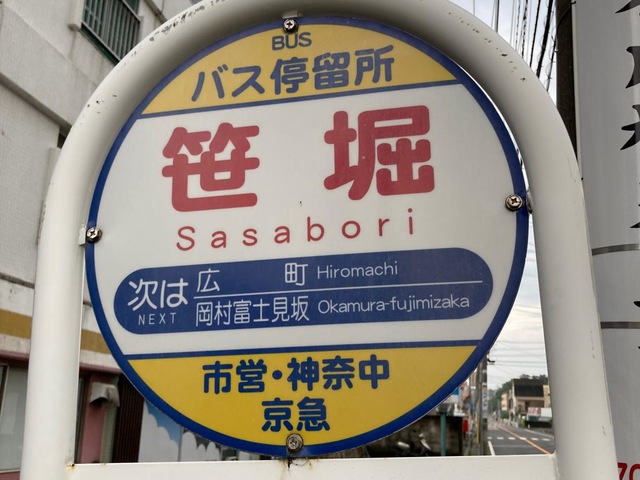 BUS
バス停留所
笹堀
Sasabori
次は
NEXT
広町 Hiromachi
岡村富士見坂 Okamura-fujimizaka
市営・神奈中
京急